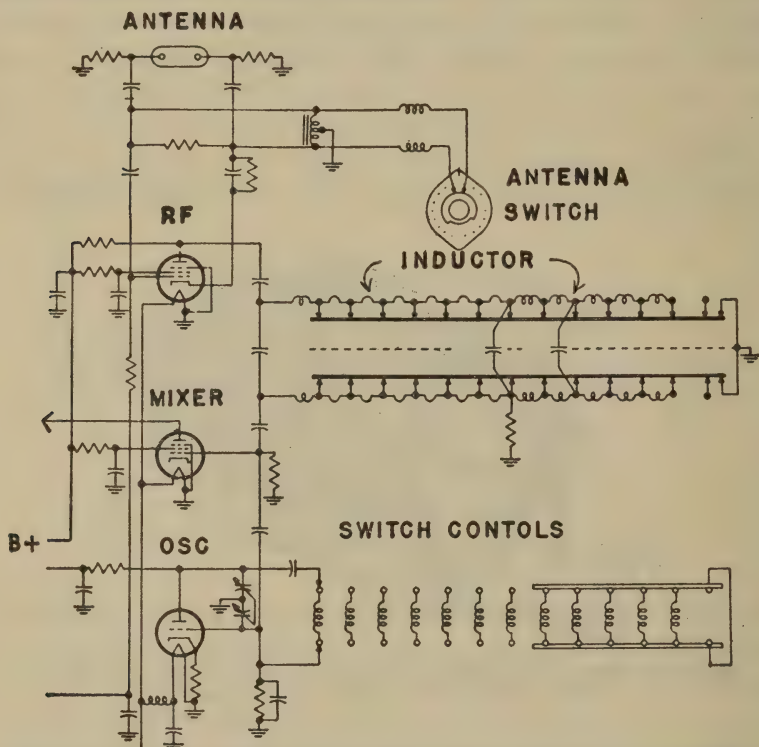 ANTENNA
ANTENNA
SWITCH
RF
INDUCTOR
MIXER
B+
OSC
SWITCH CONTOLS